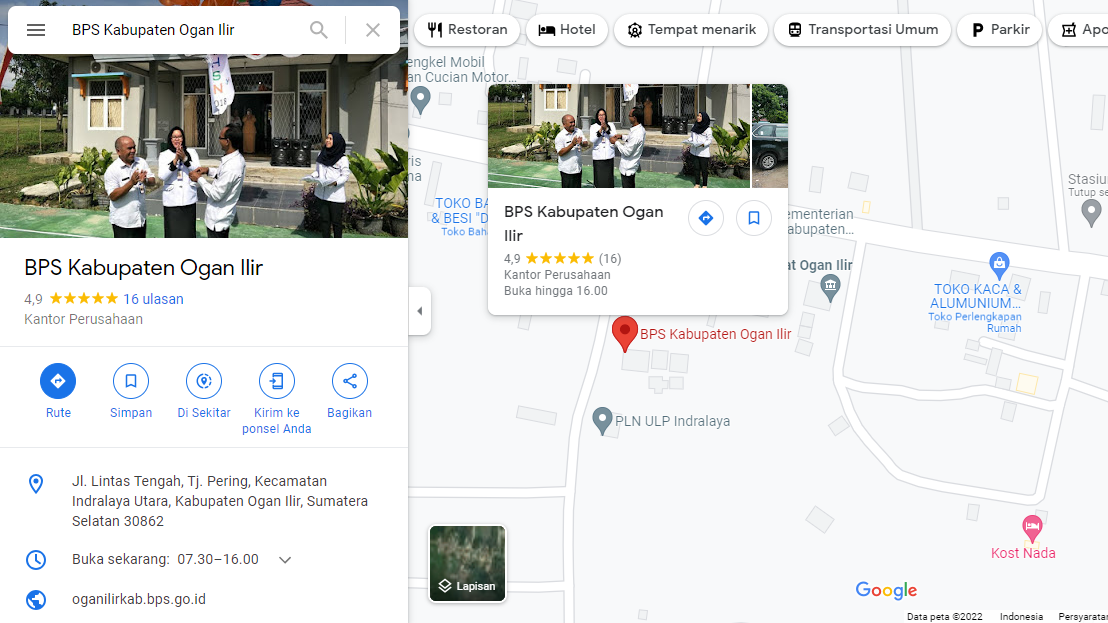 BPS Kabupaten Ogan Ilir
BPS Kabupaten Ogan Ilir
4,9
16 ulasan
Kantor Perusahaan
Rute
Simpan
Di Sekitar
Kirim ke
ponsel Anda
Bagikan
Jl. Lintas Tengah, Tj. Pering, Kecamatan
Indralaya Utara, Kabupaten Ogan Ilir, Sumatera
Selatan 30862
Buka sekarang: 07.30–16.00
oganilirkab.bps.go.id
Restoran
Hotel
Tempat menarik
Transportasi Umum
Parkir
Apo
engkel Mobil
an Cucian Motor...
ris
na
TOKO BA
& BESI "D
Toko Baha
BPS Kabupaten Ogan
Ilir
4,9 (16)
Kantor Perusahaan
Buka hingga 16.00
ementerian
abupaten...
at Ogan Ilir
Stasiu
Tutup se
TOKO KACA &
ALUMUNIUM...
Toko Perlengkapan
Rumah
BPS Kabupaten Ogan Ilir
PLN ULP Indralaya
Kost Nada
Lapisan
Google
Data peta ©2022
Indonesia
Persyaratan